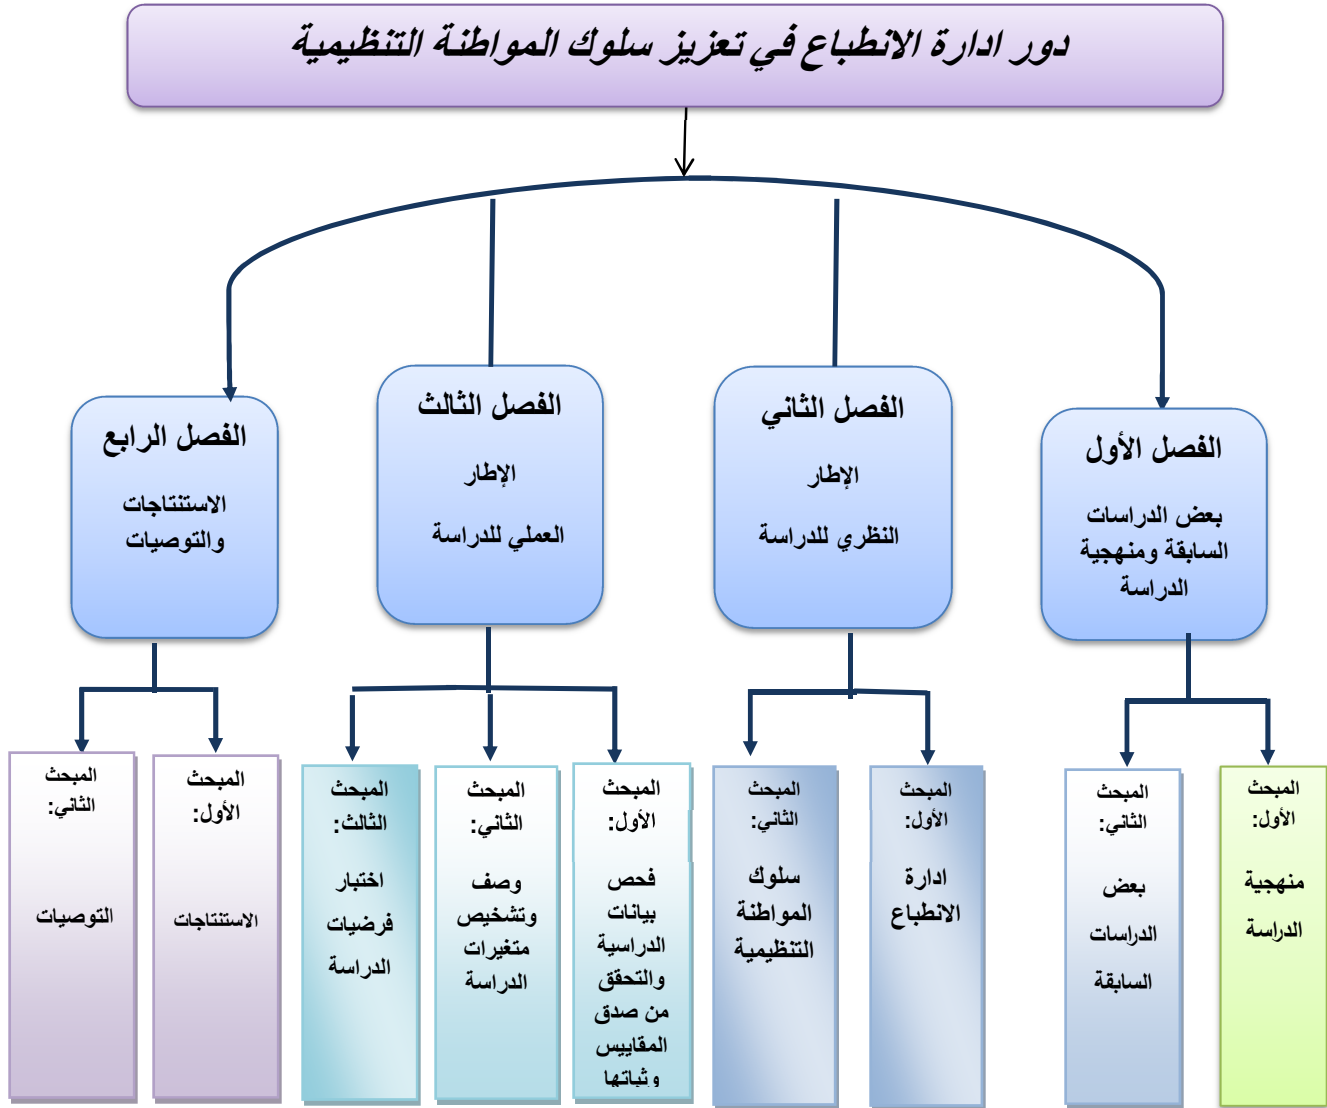 دور ادارة الانطباع في تعزيز سلوك المواطنة التنظيمية
الفصل الأول
بعض الدراسات
السابقة ومنهجية
الدراسة
الفصل الثاني
الإطار
النظري للدراسة
الفصل الثالث
الإطار
العملي للدراسة
الفصل الرابع
الاستنتاجات
والتوصيات
المبحث
الأول:
منهجية
الدراسة
المبحث
الثاني:
بعض
الدراسات
السابقة
المبحث
الأول:
ادارة
الانطباع
المبحث
الثاني:
سلوك
المواطنة
التنظيمية
المبحث
الأول:
فحص
بيانات
الدراسية
والتحقق
من صدق
المقاييس
وثباتها
المبحث
الثاني:
وصف
وتشخيص
متغيرات
الدراسة
المبحث
الثالث:
اختبار
فرضيات
الدراسة
المبحث
الأول:
الاستنتاجات
المبحث
الثاني:
التوصيات